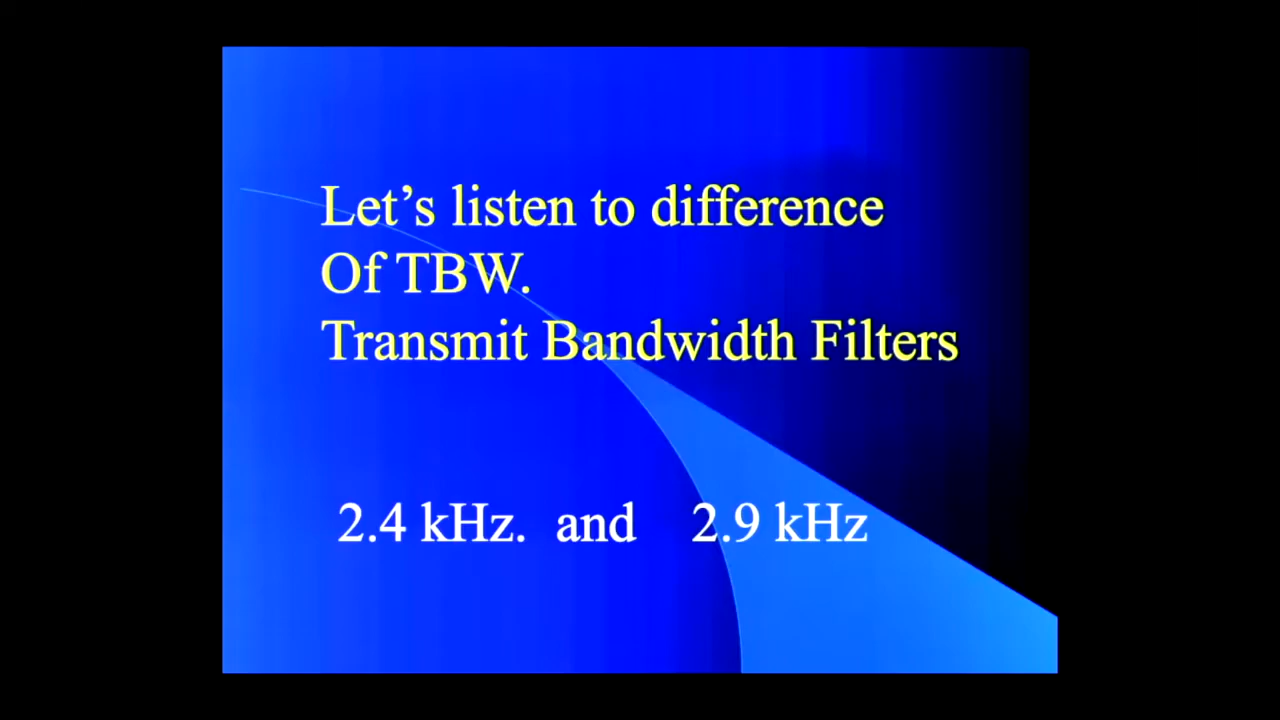 Let’s listen to difference
Of TBW.
Transmit Bandwidth Filters
2.4 kHz. and 2.9 kHz